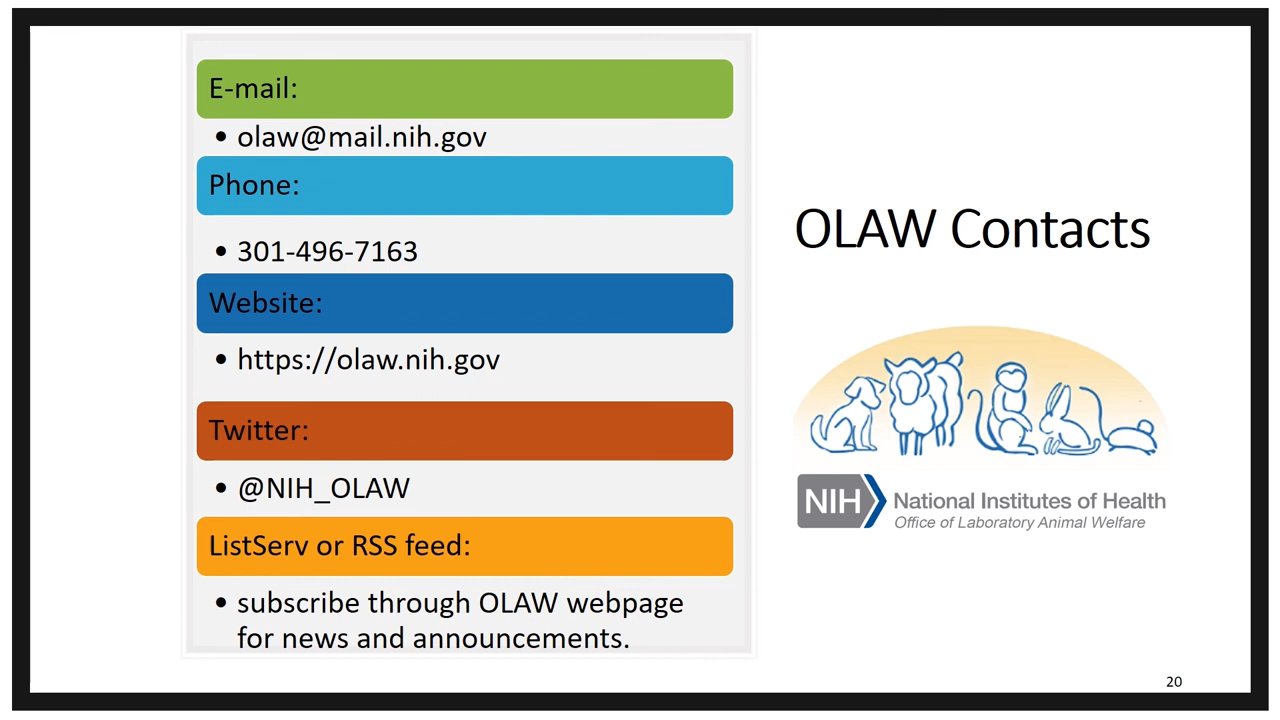 E-mail:
• olaw@mail.nih.gov
Phone:
• 301-496-7163
Website:
• https://olaw.nih.gov
Twitter:
• @NIH_OLAW
ListServ or RSS feed:
• subscribe through OLAW webpage
for news and announcements.
OLAW Contacts
NIH National Institutes of Health
Office of Laboratory Animal Welfare
20